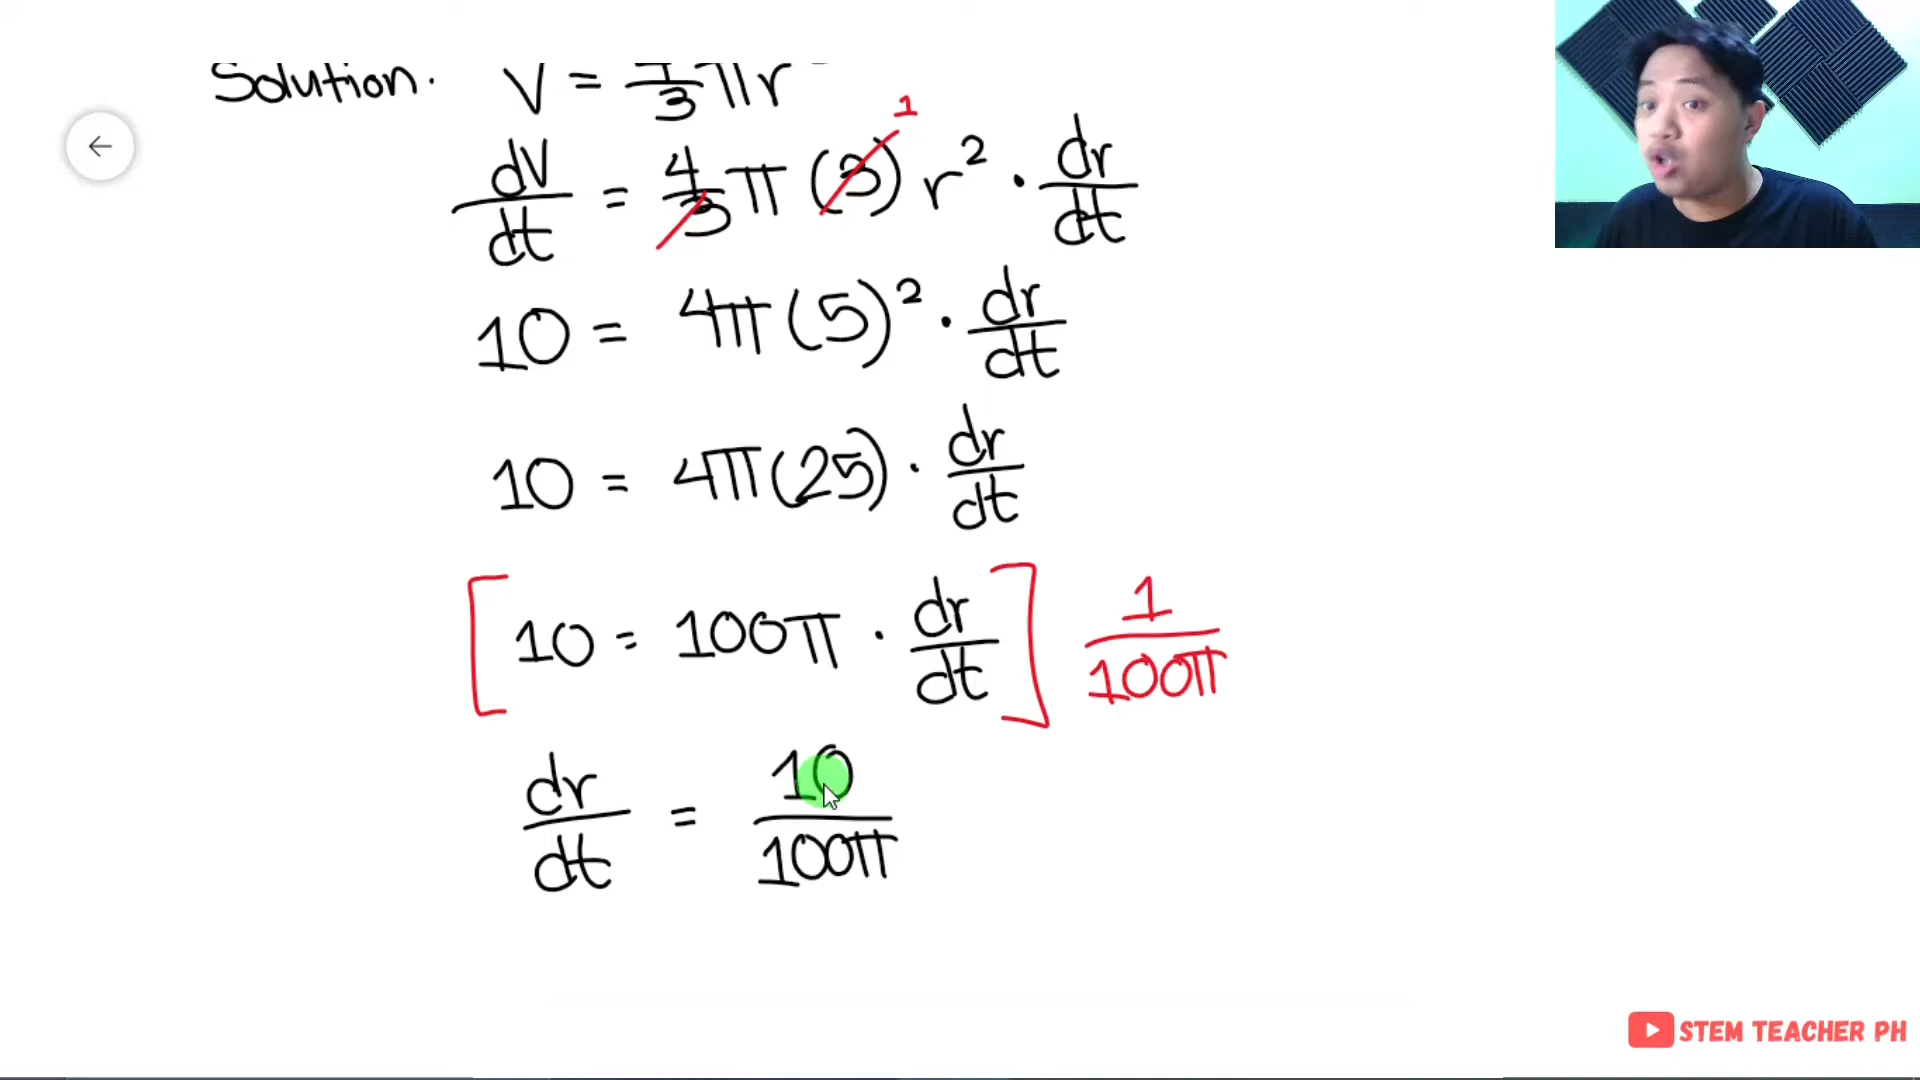 Solution. V = 4/3 πr
dV/dt = 4/3 π (3) r² · dr/dt
1
10 = 4π (5)² · dr/dt
10 = 4π(25) · dr/dt
[10 = 100π · dr/dt] 1/100π
dr/dt = 10/100π
STEM TEACHER PH